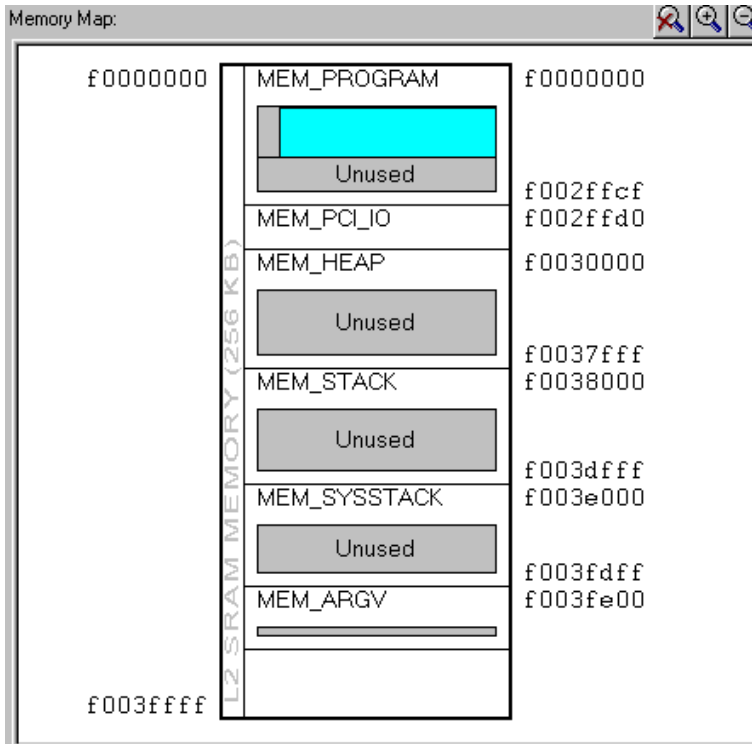 Memory Map:
f0000000 MEM_PROGRAM f0000000
Unused
f002ffcf
MEM_PCI_IO f002ffd0
MEM_HEAP f0030000
Unused
f0037fff
MEM_STACK f0038000
Unused
f003dfff
MEM_SYSSTACK f003e000
Unused
f003fdff
MEM_ARGV f003fe00
L2 SRAM MEMORY (256 KB)
f003ffff